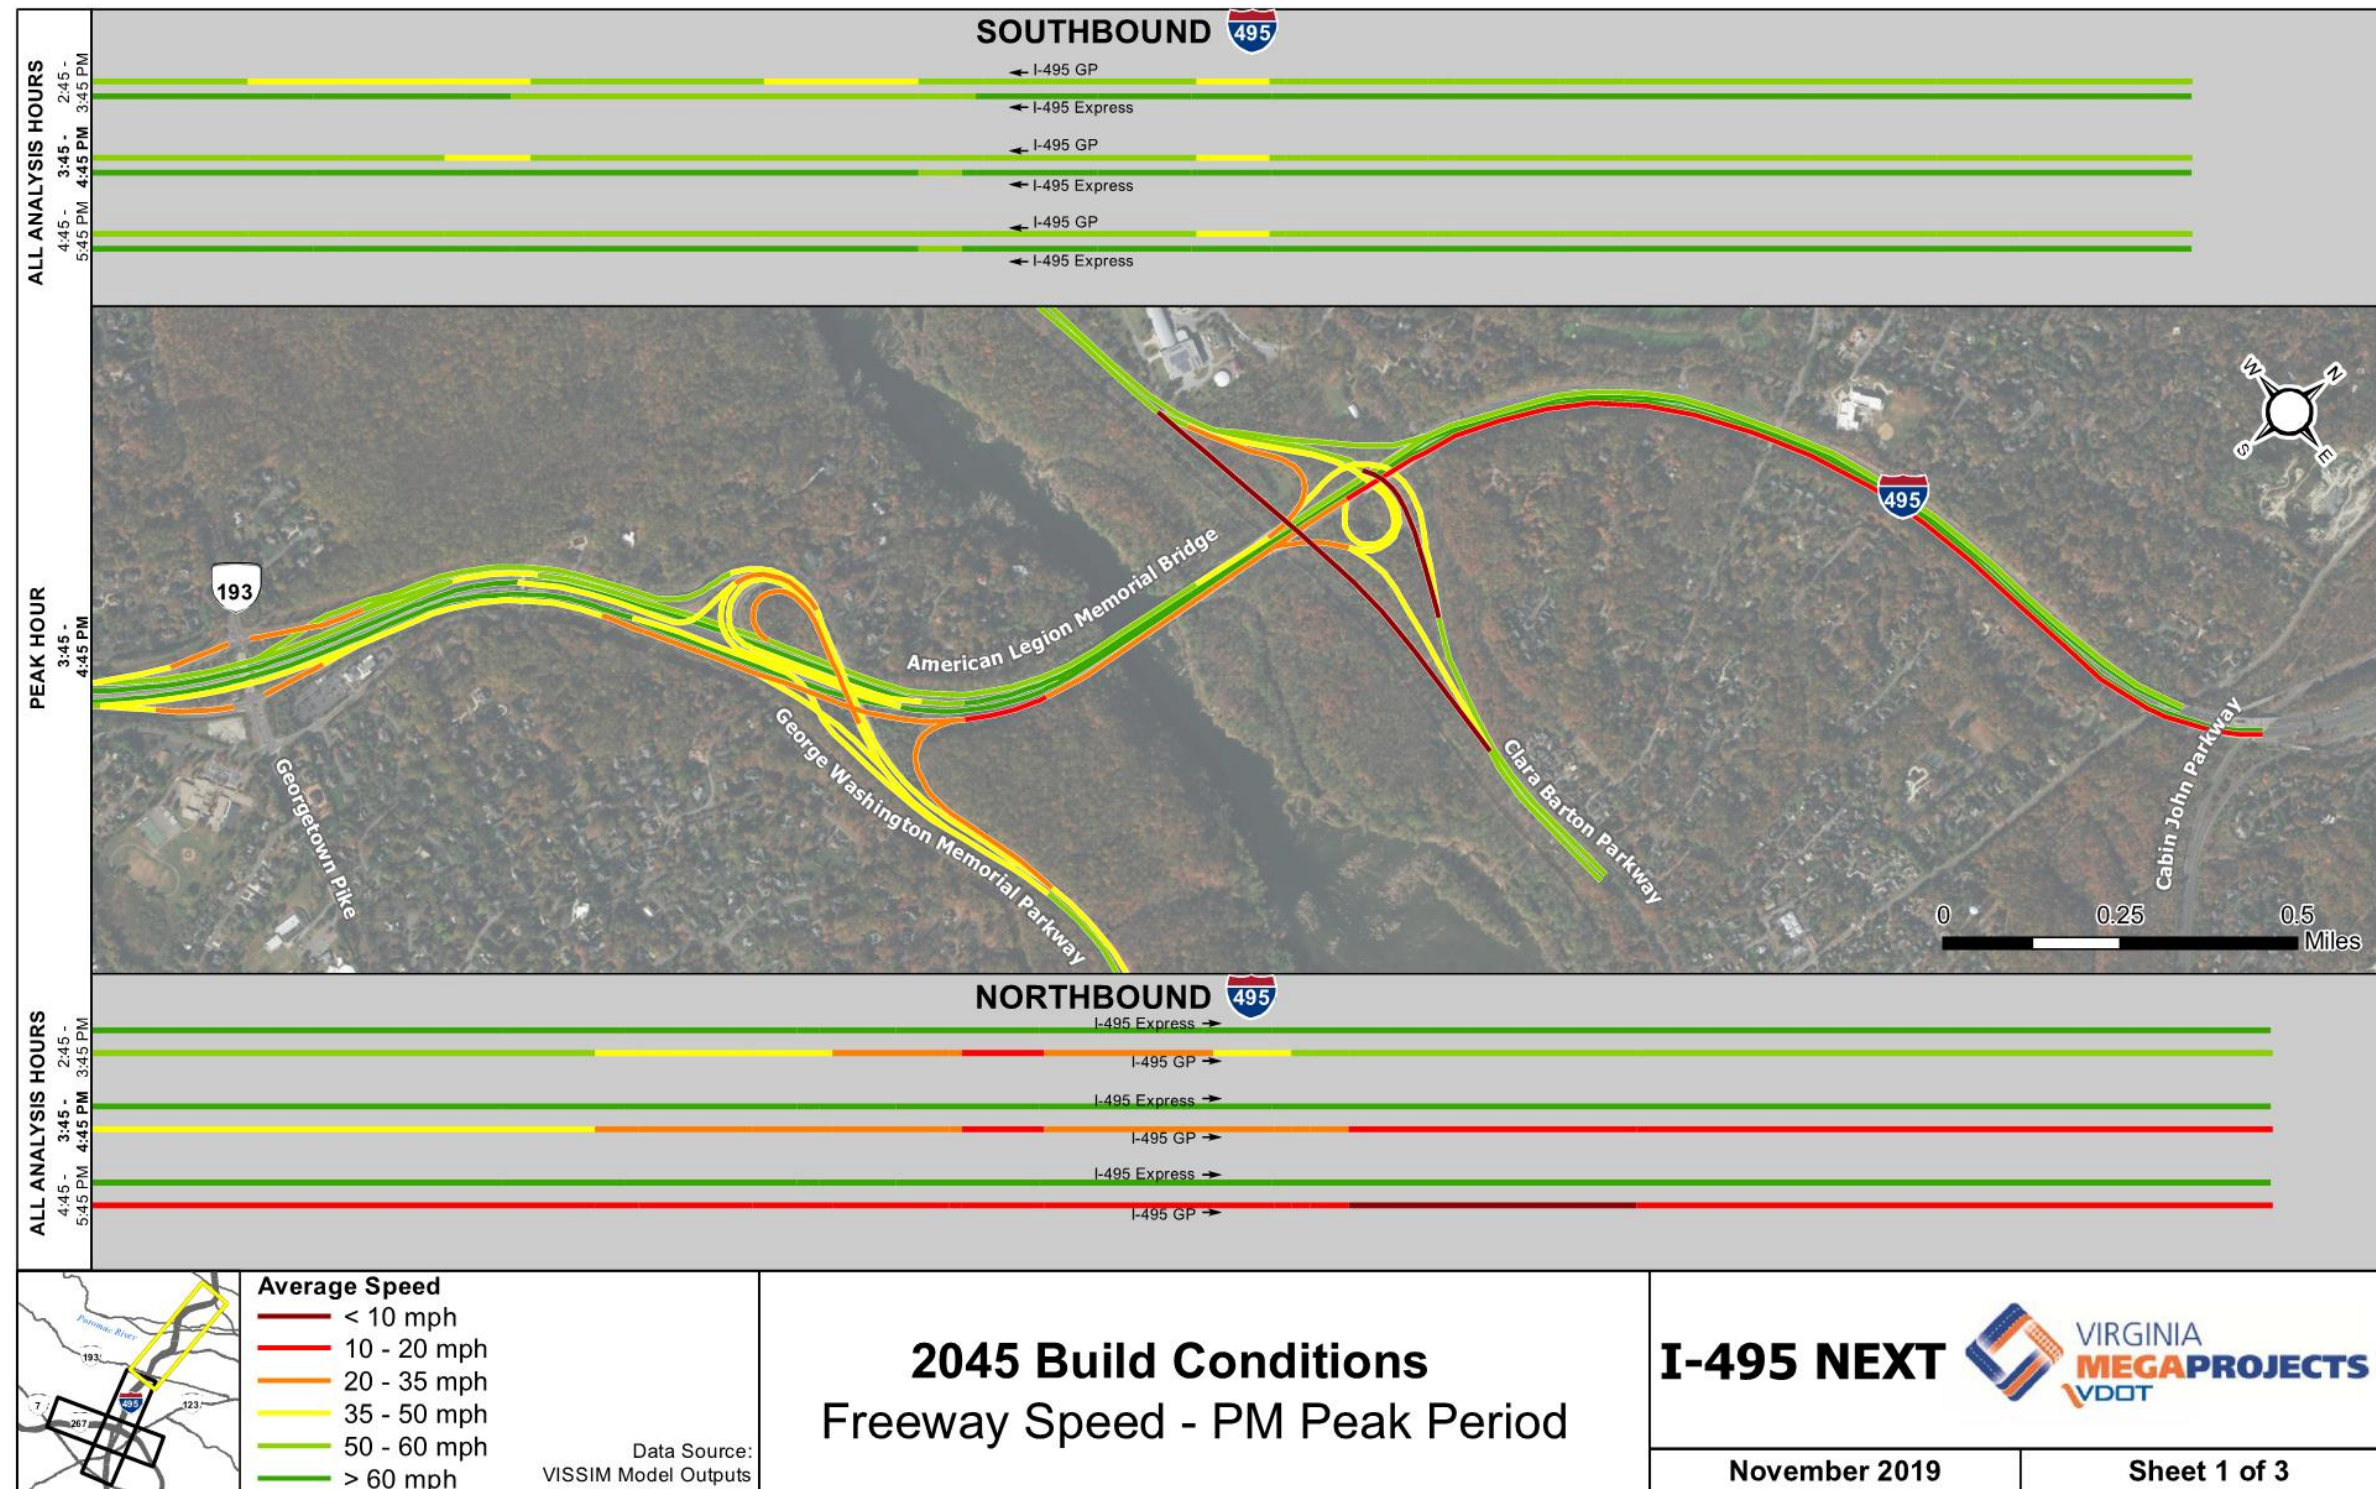 SOUTHBOUND 495
ALL ANALYSIS HOURS
2:45 -
3:45 PM
I-495 GP
I-495 Express
3:45 -
4:45 PM
I-495 GP
I-495 Express
4:45 -
5:45 PM
I-495 GP
I-495 Express
PEAK HOUR
3:45 -
4:45 PM
193
Georgetown Pike
George Washington Memorial Parkway
American Legion Memorial Bridge
Clara Barton Parkway
495
Cabin John Parkway
W N
S E
0 0.25 0.5
Miles
NORTHBOUND 495
ALL ANALYSIS HOURS
2:45 -
3:45 PM
I-495 Express
I-495 GP
3:45 -
4:45 PM
I-495 Express
I-495 GP
4:45 -
5:45 PM
I-495 Express
I-495 GP
Potomac River
193
495
7
267
123
Average Speed
< 10 mph
10 - 20 mph
20 - 35 mph
35 - 50 mph
50 - 60 mph
> 60 mph
Data Source:
VISSIM Model Outputs
2045 Build Conditions
Freeway Speed - PM Peak Period
I-495 NEXT
VIRGINIA
MEGAPROJECTS
VDOT
November 2019
Sheet 1 of 3